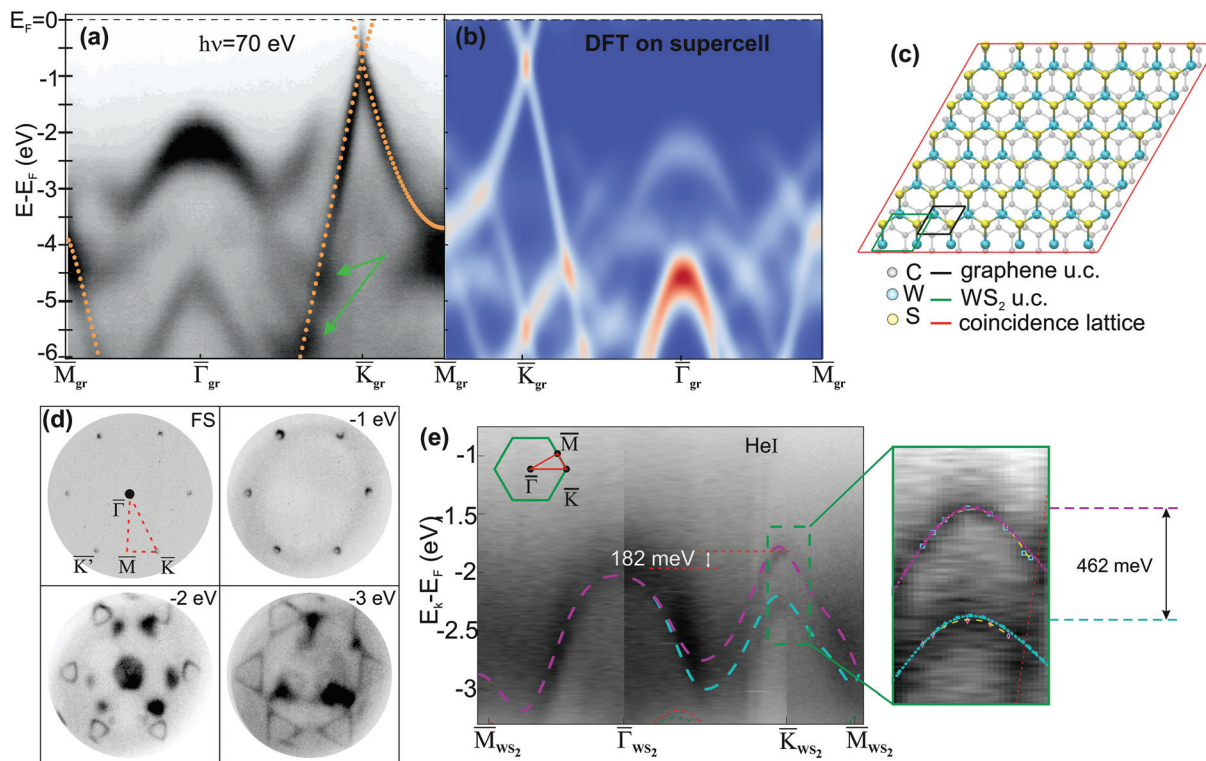 E_F=0
(a)
hν=70 eV
-1
-2
-3
-4
-5
-6
E-E_F (eV)
M̅_gr
Γ̅_gr
K̅_gr
M̅_gr
(b)
DFT on supercell
K̅_gr
Γ̅_gr
M̅_gr
(c)
C
W
S
graphene u.c.
WS₂ u.c.
coincidence lattice
(d)
FS
Γ̅
K̅'
M̅
K̅
-1 eV
-2 eV
-3 eV
(e)
HeI
M̅
Γ̅
K̅
-1
-1.5
-2
-2.5
-3
E_k-E_F (eV)
182 meV
M̅_WS₂
Γ̅_WS₂
K̅_WS₂
M̅_WS₂
462 meV